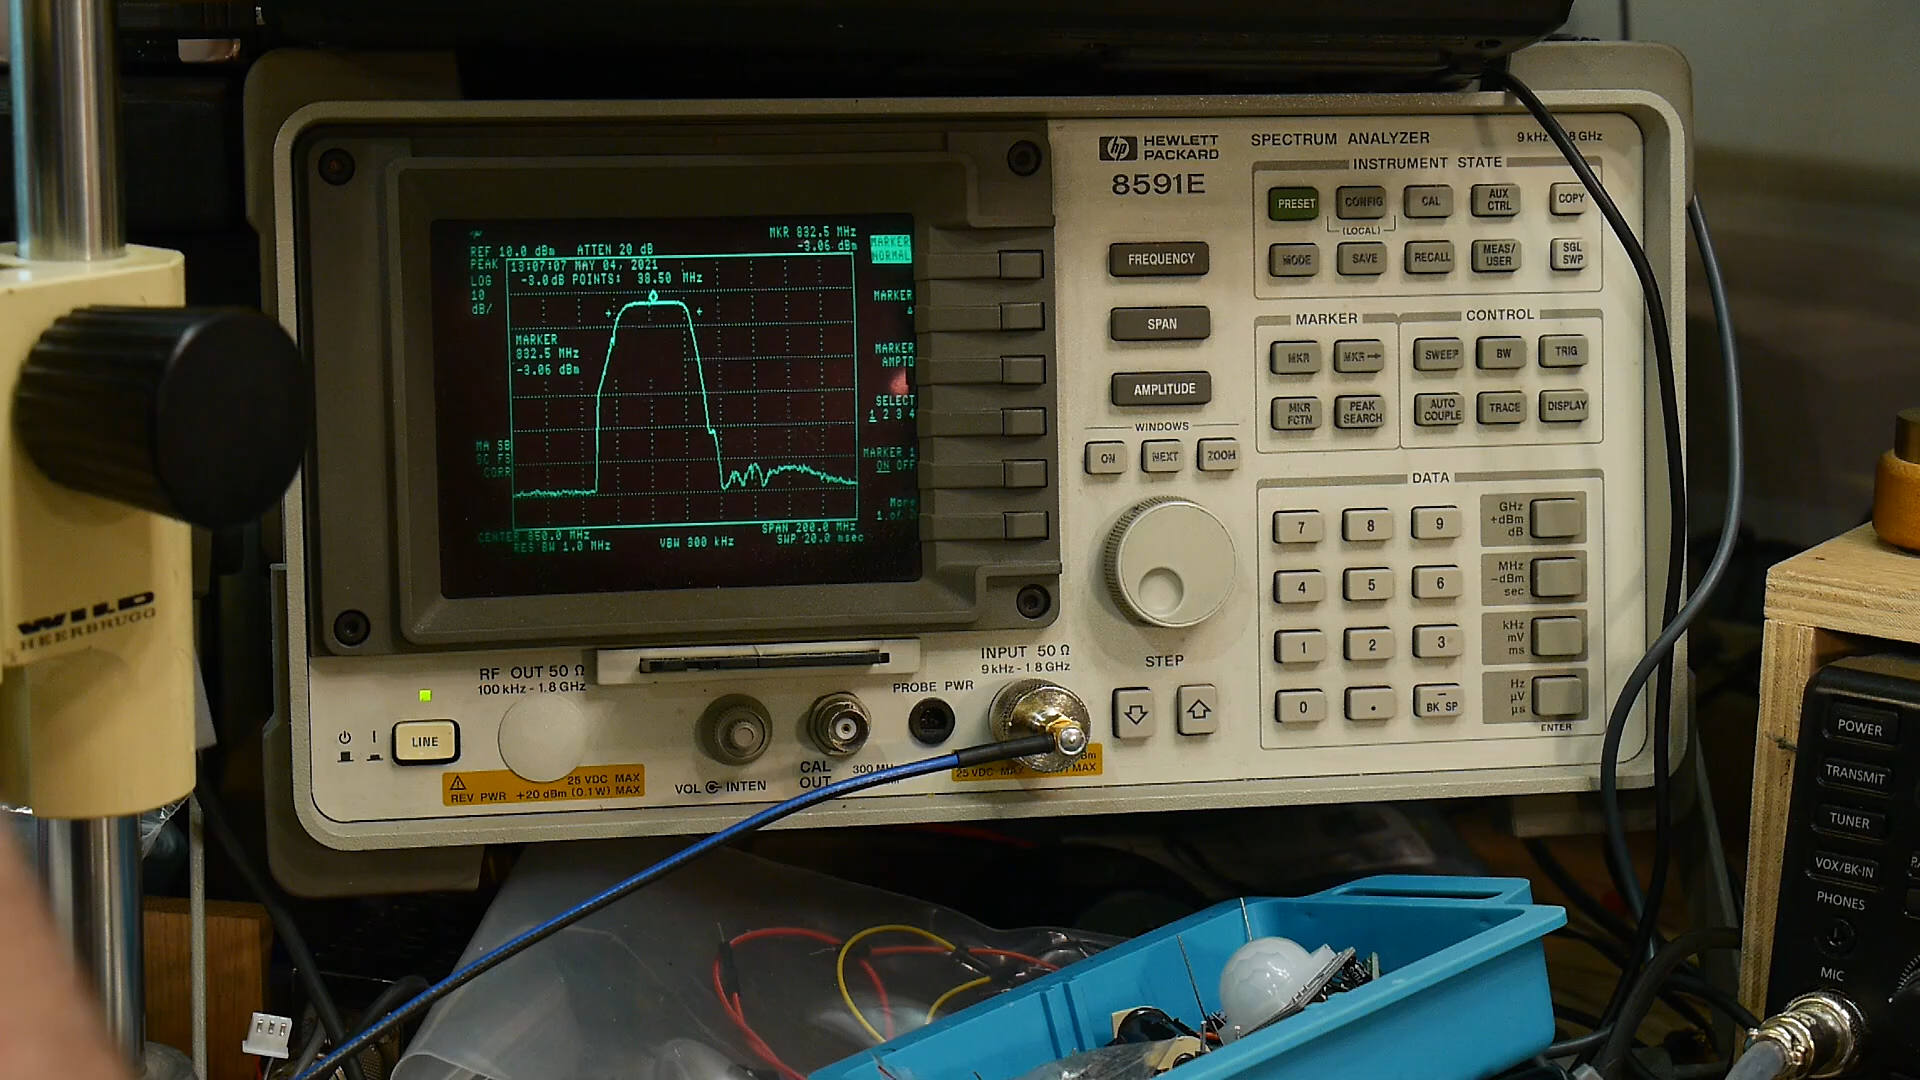 MKR 832.5 MHz
REF 10.0 dBm ATTEN 20 dB -3.06 dBm
PEAK
LOG
10
dB/
13:07:07 MAY 04, 2021
-3.0dB POINTS: 38.50 MHz
MARKER
832.5 MHz
-3.06 dBm
MA SB
SC FS
CORR
CENTER 850.0 MHz SPAN 200.0 MHz
RES BW 1.0 MHz VBW 300 kHz SWP 20.0 msec
MARKER
NORMAL
MARKER
Δ
MARKER
AMPTD
SELECT
1 2 3 4
MARKER 1
ON OFF
More
hp HEWLETT
PACKARD
8591E
SPECTRUM ANALYZER
INSTRUMENT STATE
PRESET CONFIG CAL AUX CTRL COPY
(LOCAL)
MODE SAVE RECALL MEAS/ USER SGL SWP
FREQUENCY
SPAN
AMPLITUDE
WINDOWS
ON NEXT ZOOM
MARKER
MKR MKR→
MKR FCTN PEAK SEARCH
CONTROL
SWEEP BW TRIG
AUTO COUPLE TRACE DISPLAY
DATA
7 8 9 GHz +dBm dB
4 5 6 MHz -dBm sec
1 2 3 kHz mV ms
0 . – BK SP Hz µV µs
ENTER
STEP
RF OUT 50 Ω
100 kHz - 1.8 GHz
LINE
25 VDC MAX
REV PWR +20 dBm (0.1 W) MAX
VOL INTEN
CAL
OUT
PROBE PWR
INPUT 50 Ω
9 kHz - 1.8 GHz
25 VDC MAX
MAX
WILD
HEERBRUGG
POWER
TRANSMIT
TUNER
VOX/BK-IN
PHONES
MIC